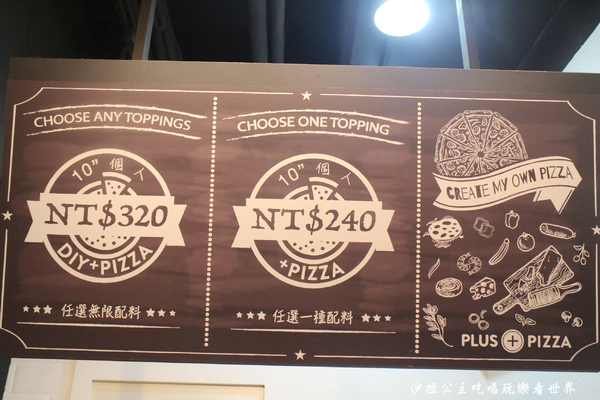 CHOOSE ANY TOPPINGS
10” 個人
NT$320
DIY+PIZZA
任選無限配料
CHOOSE ONE TOPPING
10” 個人
NT$240
+PIZZA
任選一種配料
CREATE MY OWN PIZZA
PLUS + PIZZA
沙拉公主吃喝玩樂看世界